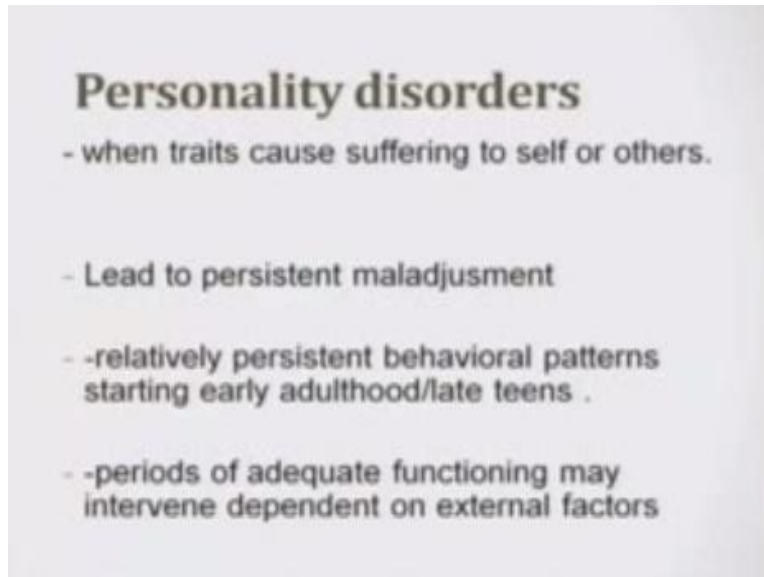 Personality disorders
- when traits cause suffering to self or others.
- Lead to persistent maladjusment
- -relatively persistent behavioral patterns
starting early adulthood/late teens .
- -periods of adequate functioning may
intervene dependent on external factors